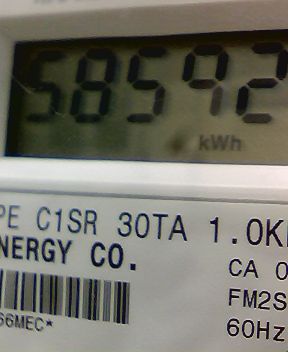 58592
kWh
PE C1SR 30TA 1.0K
NERGY CO.
CA 0
FM2S
66MEC*
60Hz